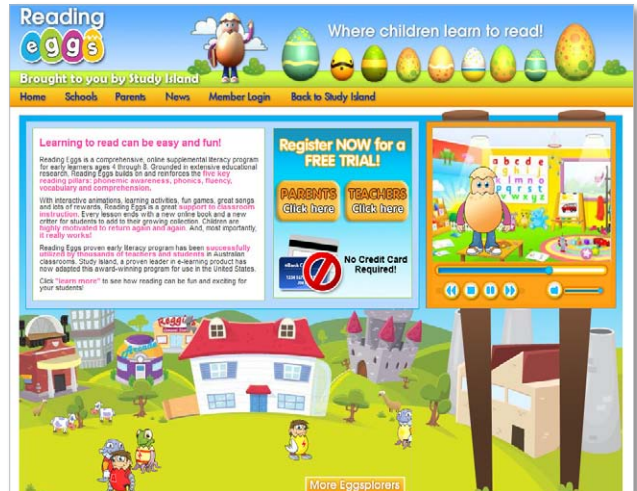 Reading
eggs
Where children learn to read!
Brought to you by Study Island
Home Schools Parents News Member Login Back to Study Island
Learning to read can be easy and fun!
Reading Eggs is a comprehensive, online supplemental literacy program
for early learners ages 4 through 8. Grounded in extensive educational
research, Reading Eggs builds on and reinforces the five key
reading pillars: phonemic awareness, phonics, fluency,
vocabulary and comprehension.
With interactive animations, learning activities, fun games, great songs
and lots of rewards, Reading Eggs is a great support to classroom
instruction. Every lesson ends with a new online book and a new
critter for students to add to their growing collection. Children are
highly motivated to return again and again. And, most importantly,
it really works!
Reading Eggs proven early literacy program has been successfully
utilized by thousands of teachers and students in Australian
classrooms. Study Island, a proven leader in e-learning product has
now adapted this award-winning program for use in the United States.
Click "learn more" to see how reading can be fun and exciting for
your students!
Register NOW for a
FREE TRIAL!
PARENTS
Click here
TEACHERS
Click here
No Credit Card
Required!
a b c d e
Reggie's
Arcade
More Eggsplorers